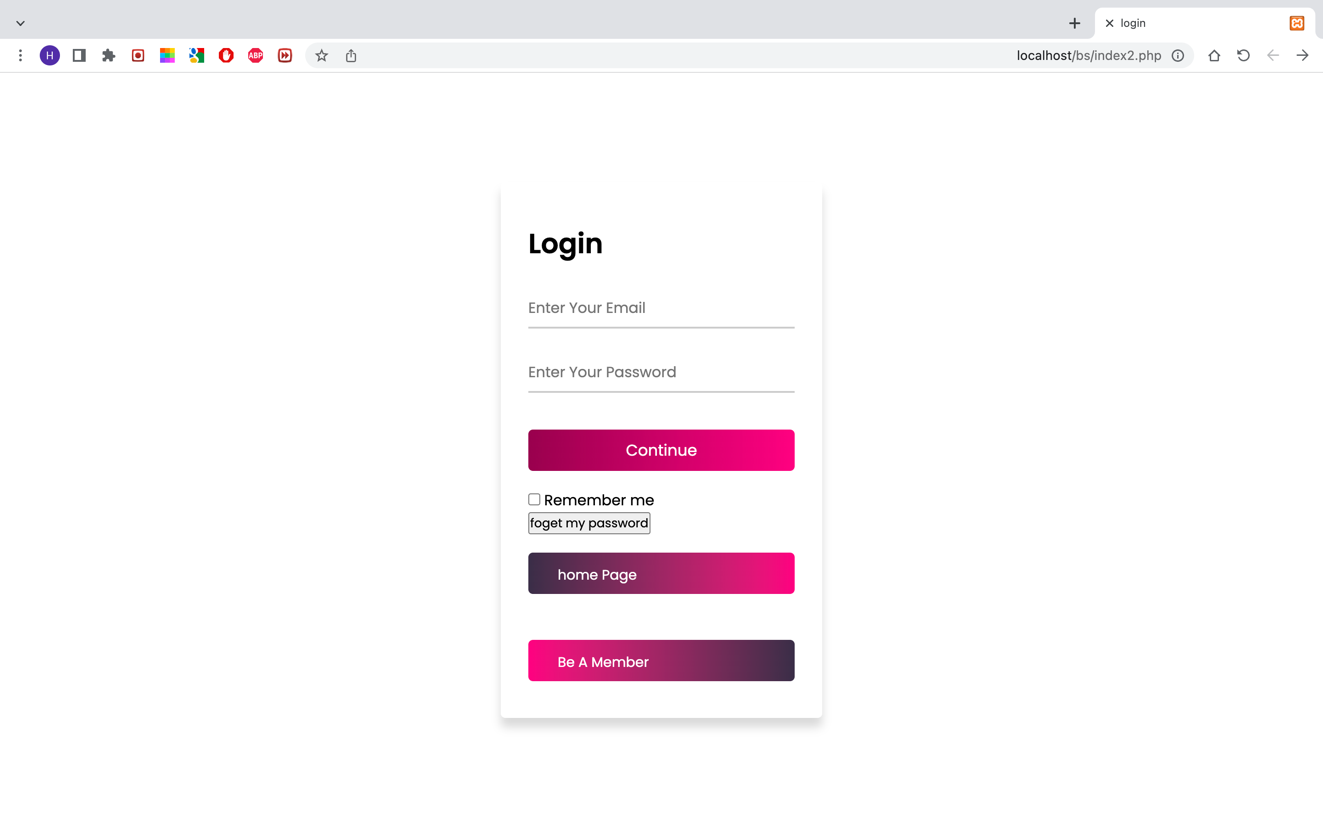 login
H
ABP
localhost/bs/index2.php
Login
Enter Your Email
Enter Your Password
Continue
Remember me
foget my password
home Page
Be A Member